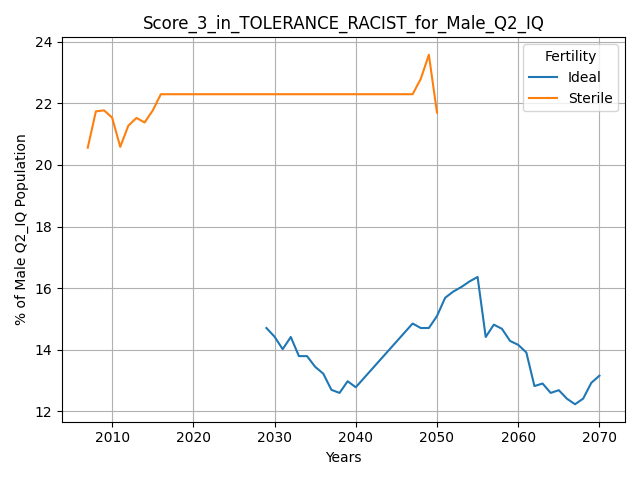 Score_3_in_TOLERANCE_RACIST_for_Male_Q2_IQ
% of Male Q2_IQ Population
24
22
20
18
16
14
12
Fertility
Ideal
Sterile
2010 2020 2030 2040 2050 2060 2070
Years